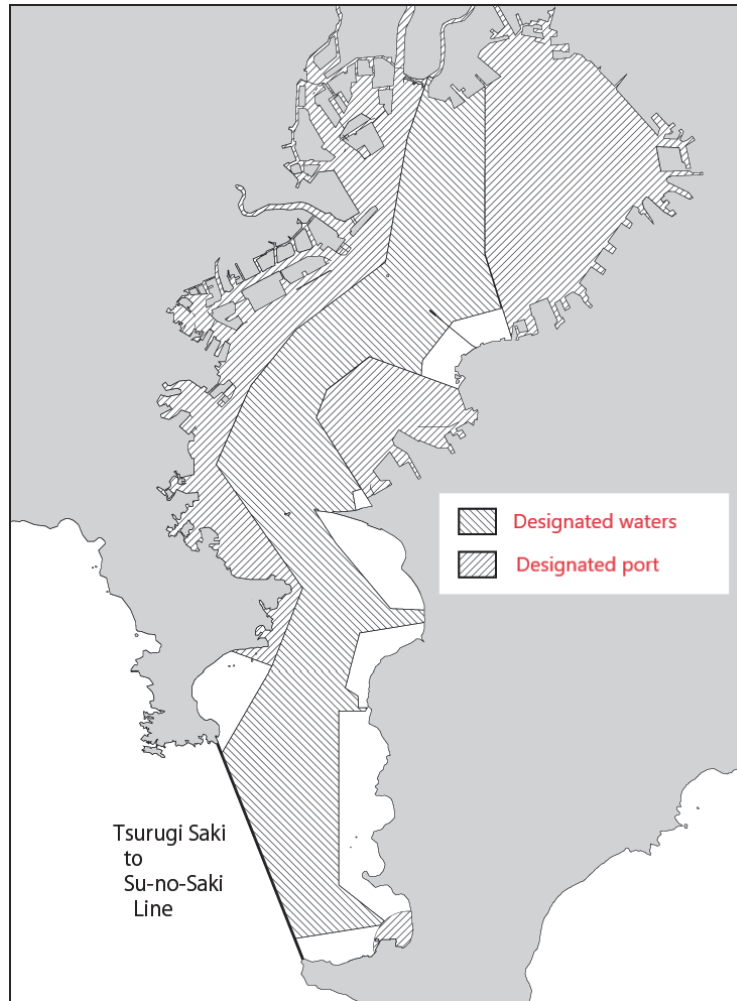 Designated waters
Designated port
Tsurugi Saki
to
Su-no-Saki
Line